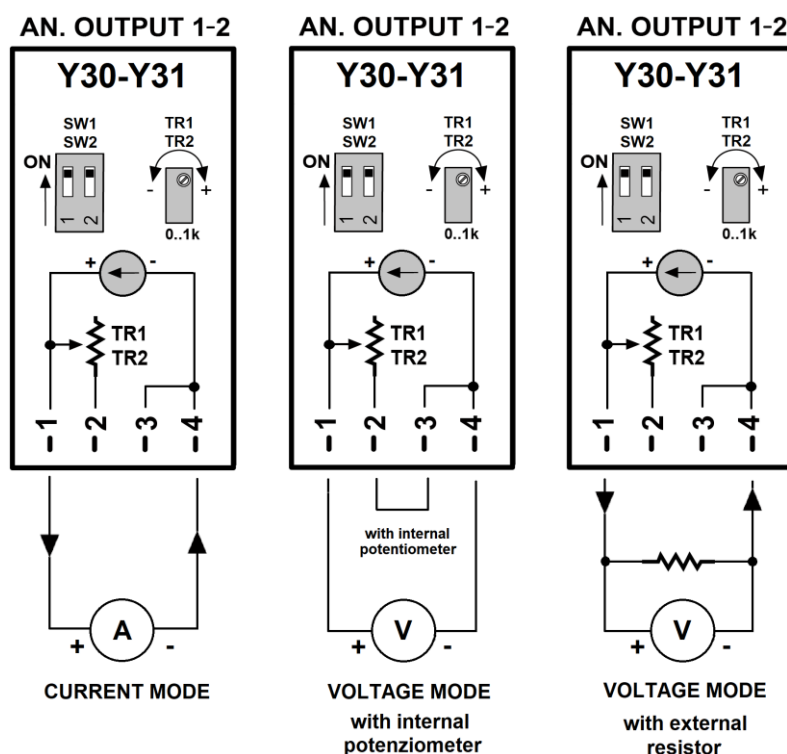 AN. OUTPUT 1-2
Y30-Y31
SW1
SW2
TR1
TR2
ON
- +
1 2
0..1k
+ -
TR1
TR2
1 2 3 4
A
+ -
CURRENT MODE
AN. OUTPUT 1-2
Y30-Y31
SW1
SW2
TR1
TR2
ON
- +
1 2
0..1k
+ -
TR1
TR2
1 2 3 4
with internal
potentiometer
V
+ -
VOLTAGE MODE
with internal
potenziometer
AN. OUTPUT 1-2
Y30-Y31
SW1
SW2
TR1
TR2
ON
- +
1 2
0..1k
+ -
TR1
TR2
1 2 3 4
V
+ -
VOLTAGE MODE
with external
resistor